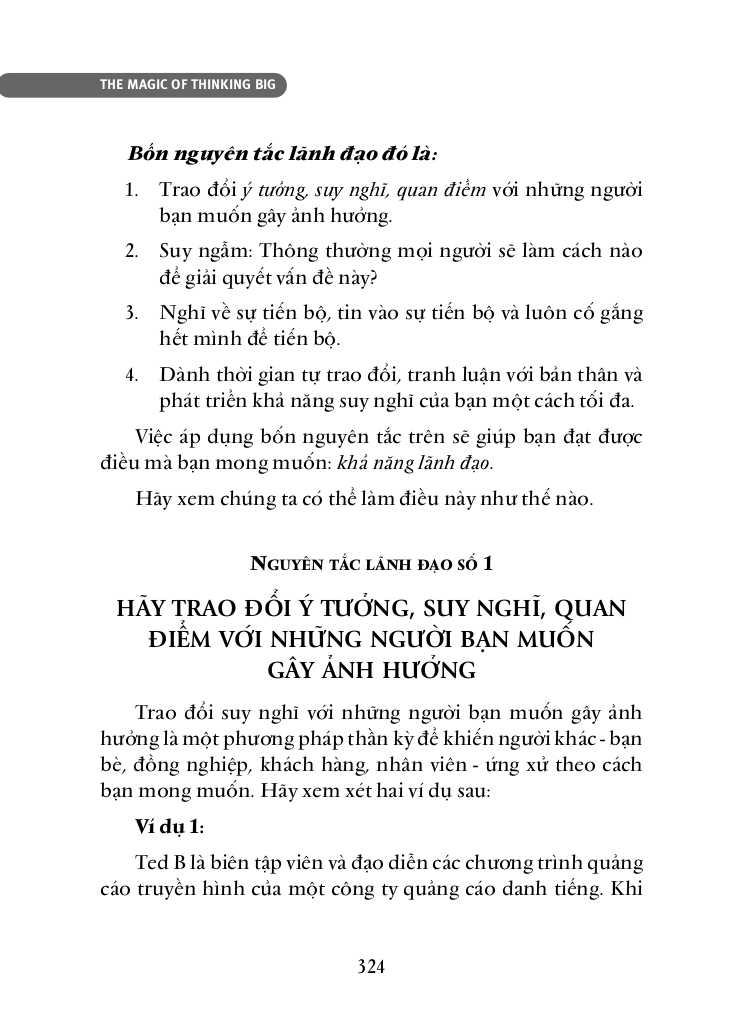 THE MAGIC OF THINKING BIG
Bốn nguyên tắc lãnh đạo đó là:
1. Trao đổi ý tưởng, suy nghĩ, quan điểm với những người
bạn muốn gây ảnh hưởng.
2. Suy ngẫm: Thông thường mọi người sẽ làm cách nào
để giải quyết vấn đề này?
3. Nghĩ về sự tiến bộ, tin vào sự tiến bộ và luôn cố gắng
hết mình để tiến bộ.
4. Dành thời gian tự trao đổi, tranh luận với bản thân và
phát triển khả năng suy nghĩ của bạn một cách tối đa.
Việc áp dụng bốn nguyên tắc trên sẽ giúp bạn đạt được
điều mà bạn mong muốn: khả năng lãnh đạo.
Hãy xem chúng ta có thể làm điều này như thế nào.
NGUYÊN TẮC LÃNH ĐẠO SỐ 1
HÃY TRAO ĐỔI Ý TƯỞNG, SUY NGHĨ, QUAN
ĐIỂM VỚI NHỮNG NGƯỜI BẠN MUỐN
GÂY ẢNH HƯỞNG
Trao đổi suy nghĩ với những người bạn muốn gây ảnh
hưởng là một phương pháp thần kỳ để khiến người khác - bạn
bè, đồng nghiệp, khách hàng, nhân viên - ứng xử theo cách
bạn mong muốn. Hãy xem xét hai ví dụ sau:
Ví dụ 1:
Ted B là biên tập viên và đạo diễn các chương trình quảng
cáo truyền hình của một công ty quảng cáo danh tiếng. Khi
324